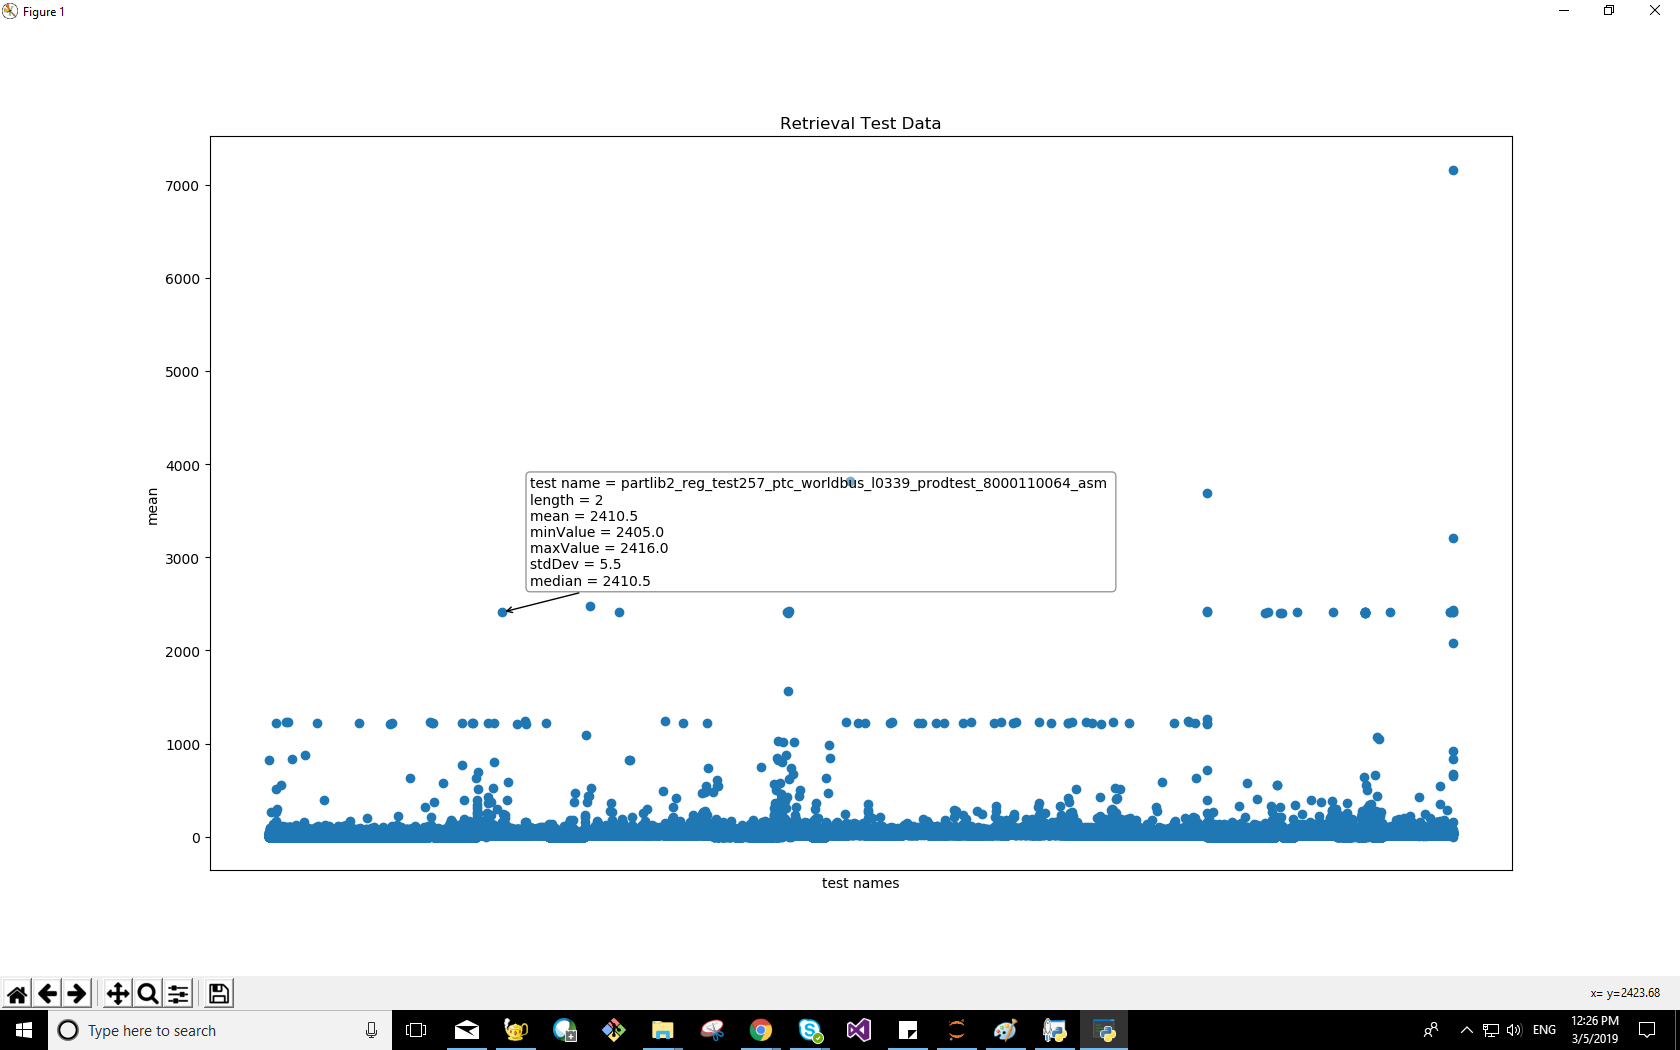 Figure 1
Retrieval Test Data
7000
6000
5000
4000
3000
2000
1000
0
mean
test name = partlib2_reg_test257_ptc_worldbus_l0339_prodtest_8000110064_asm
length = 2
mean = 2410.5
minValue = 2405.0
maxValue = 2416.0
stdDev = 5.5
median = 2410.5
test names
x= y=2423.68
Type here to search
ENG
12:26 PM
3/5/2019